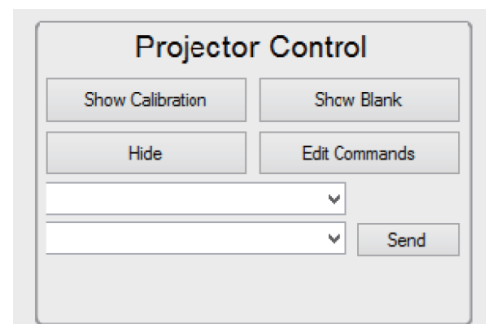 Projector Control
Show Calibration
Show Blank
Hide
Edit Commands
Send